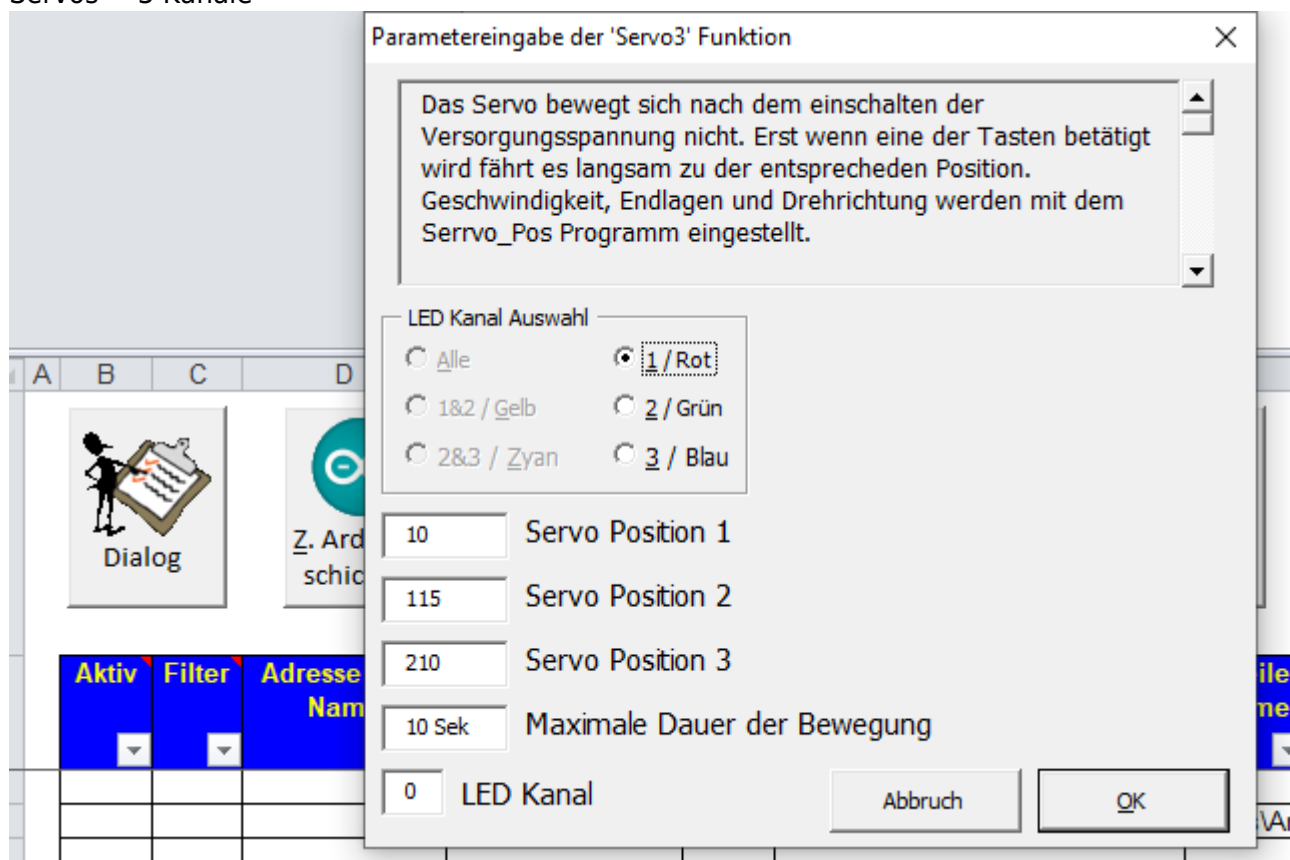 Parametereingabe der 'Servo3' Funktion
Das Servo bewegt sich nach dem einschalten der
Versorgungsspannung nicht. Erst wenn eine der Tasten betätigt
wird fährt es langsam zu der entsprecheden Position.
Geschwindigkeit, Endlagen und Drehrichtung werden mit dem
Serrvo_Pos Programm eingestellt.
LED Kanal Auswahl
Alle
1 / Rot
1&2 / Gelb
2 / Grün
2&3 / Zyan
3 / Blau
10 Servo Position 1
115 Servo Position 2
210 Servo Position 3
10 Sek Maximale Dauer der Bewegung
0 LED Kanal
Abbruch
OK
A B C D
Dialog
Z. Ard
schic
Aktiv Filter Adresse
Nam